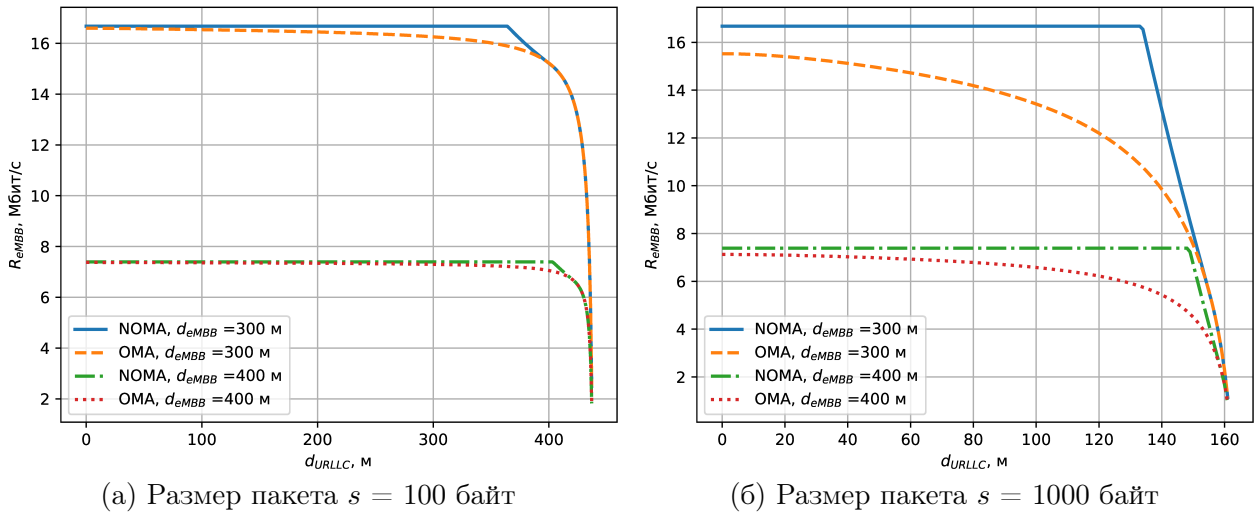 R_eMBB, Мбит/с
16
14
12
10
8
6
4
2
NOMA, d_eMBB =300 м
OMA, d_eMBB =300 м
NOMA, d_eMBB =400 м
OMA, d_eMBB =400 м
0 100 200 300 400
d_URLLC, м
(а) Размер пакета s = 100 байт
R_eMBB, Мбит/с
16
14
12
10
8
6
4
2
NOMA, d_eMBB =300 м
OMA, d_eMBB =300 м
NOMA, d_eMBB =400 м
OMA, d_eMBB =400 м
0 20 40 60 80 100 120 140 160
d_URLLC, м
(б) Размер пакета s = 1000 байт